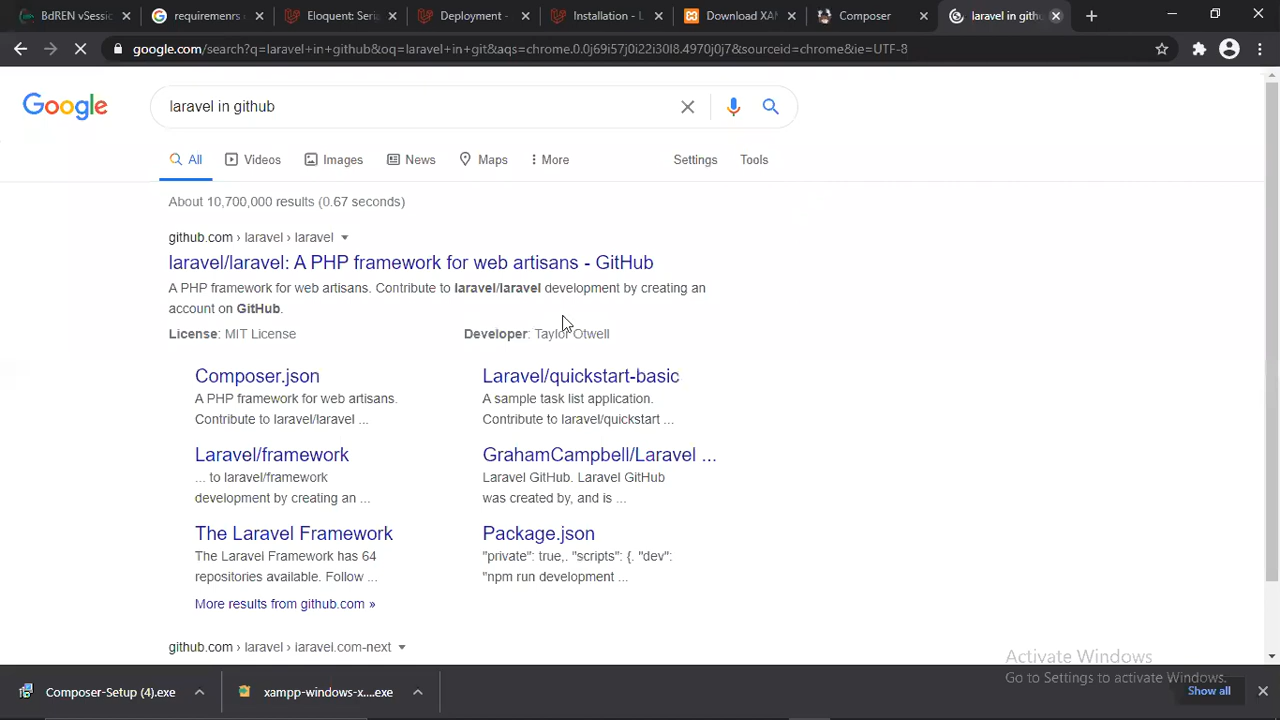 BdREN vSessio
requiremenrs
Eloquent: Seri
Deployment -
Installation - L
Download XAM
Composer
laravel in gith
google.com/search?q=laravel+in+github&oq=laravel+in+git&aqs=chrome.0.0j69i57j0i22i30l8.4970j0j7&sourceid=chrome&ie=UTF-8
Google
laravel in github
All
Videos
Images
News
Maps
More
Settings
Tools
About 10,700,000 results (0.67 seconds)
github.com › laravel › laravel
laravel/laravel: A PHP framework for web artisans - GitHub
A PHP framework for web artisans. Contribute to laravel/laravel development by creating an
account on GitHub.
License: MIT License
Developer: Taylor Otwell
Composer.json
A PHP framework for web artisans.
Contribute to laravel/laravel ...
Laravel/quickstart-basic
A sample task list application.
Contribute to laravel/quickstart ...
Laravel/framework
... to laravel/framework
development by creating an ...
GrahamCampbell/Laravel ...
Laravel GitHub. Laravel GitHub
was created by, and is ...
The Laravel Framework
The Laravel Framework has 64
repositories available. Follow ...
Package.json
"private": true,. "scripts": {. "dev":
"npm run development ...
More results from github.com »
github.com › laravel › laravel.com-next
Activate Windows
Go to Settings to activate Windows.
Composer-Setup (4).exe
xampp-windows-x....exe
Show all